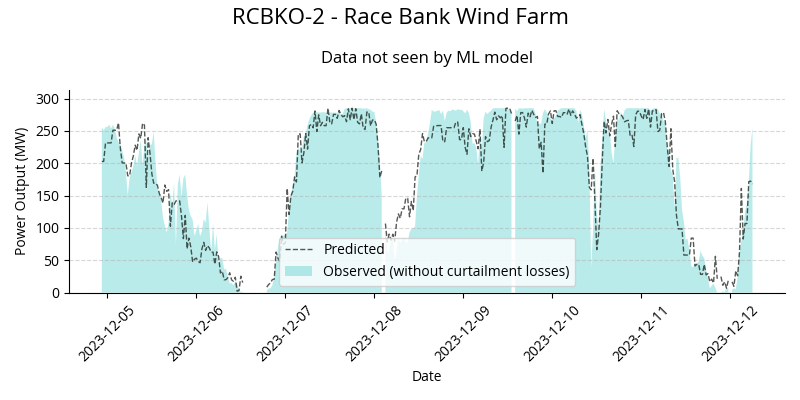 RCBKO-2 - Race Bank Wind Farm
Data not seen by ML model
Power Output (MW)
300
250
200
150
100
50
0
Predicted
Observed (without curtailment losses)
2023-12-05
2023-12-06
2023-12-07
2023-12-08
2023-12-09
2023-12-10
2023-12-11
2023-12-12
Date